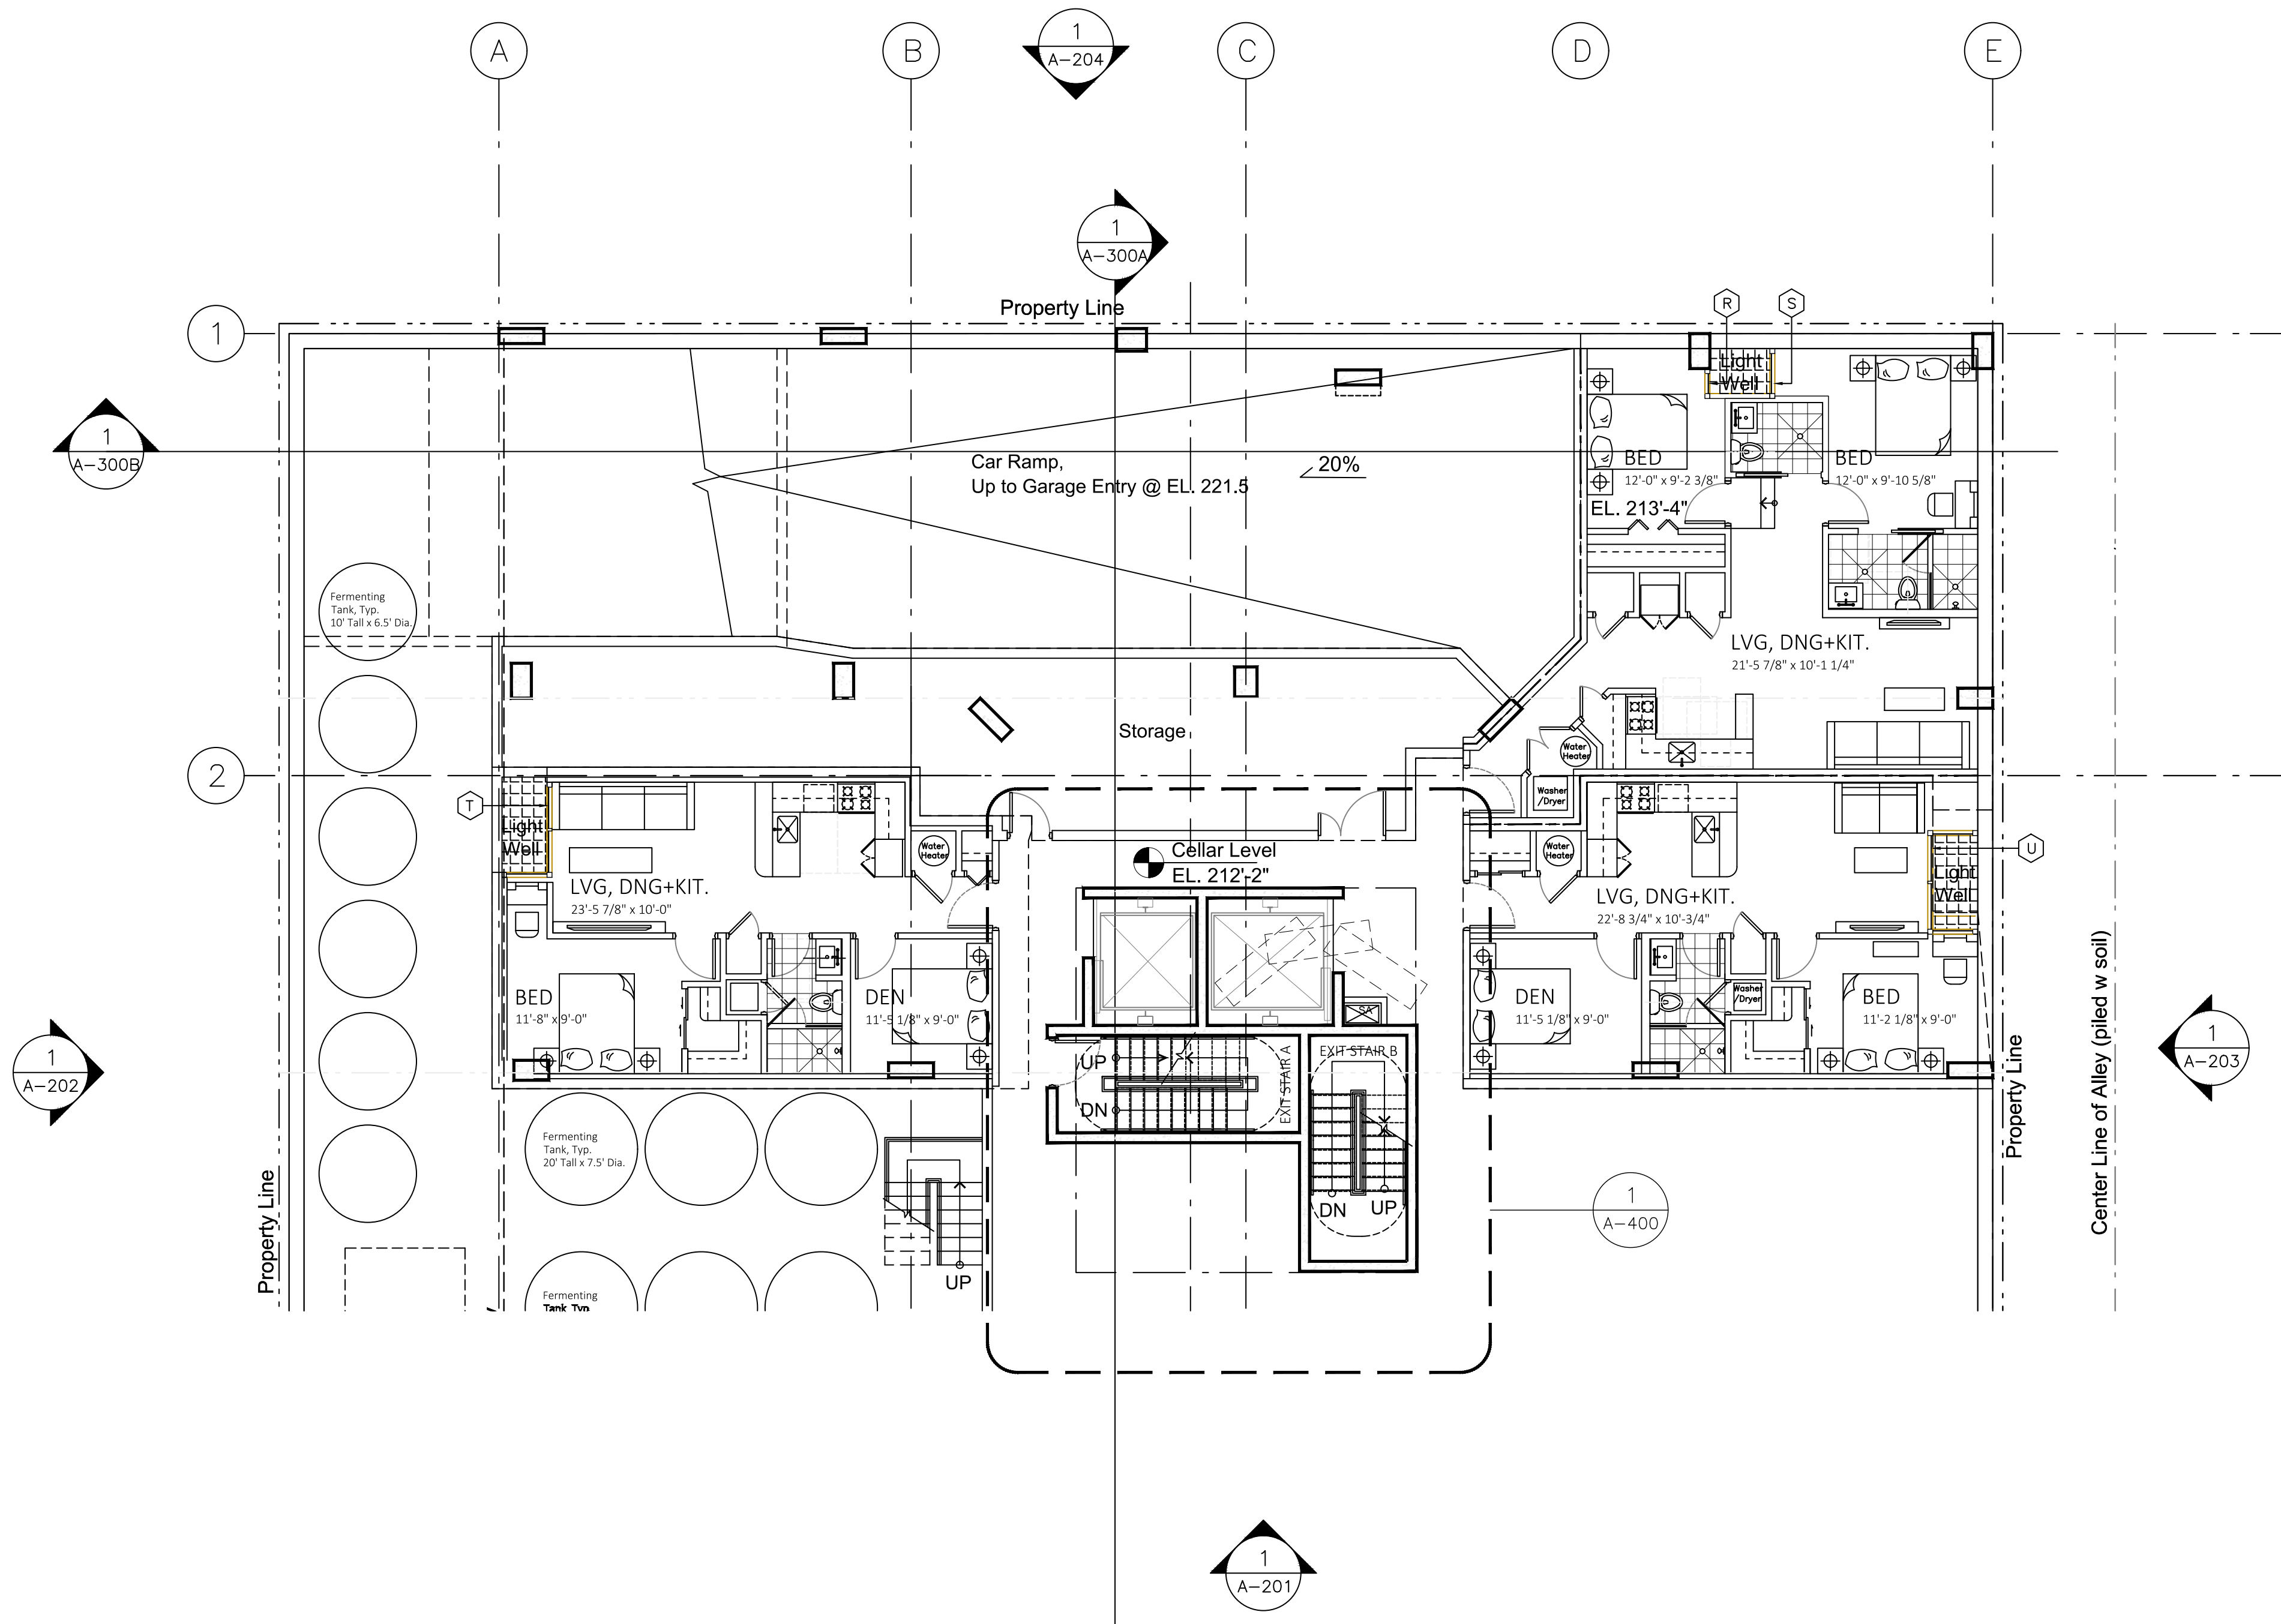 A
B
1
A-204
C
D
E
1
A-300A
Property Line
1
R
S
Light
Well
1
A-300B
Car Ramp,
Up to Garage Entry @ EL. 221.5
20%
BED
12'-0" x 9'-2 3/8"
EL. 213'-4"
BED
12'-0" x 9'-10 5/8"
Fermenting
Tank, Typ.
10' Tall x 6.5' Dia.
LVG, DNG+KIT.
21'-5 7/8" x 10'-1 1/4"
Storage
Water
Heater
2
Washer
/Dryer
T
Light
Well
Water
Heater
Cellar Level
EL. 212'-2"
Water
Heater
U
Light
Well
LVG, DNG+KIT.
23'-5 7/8" x 10'-0"
LVG, DNG+KIT.
22'-8 3/4" x 10'-3/4"
BED
11'-8" x 9'-0"
DEN
11'-5 1/8" x 9'-0"
SA
DEN
11'-5 1/8" x 9'-0"
Washer
/Dryer
BED
11'-2 1/8" x 9'-0"
1
A-202
UP
DN
EXIT STAIR A
EXIT STAIR B
DN
UP
Property Line
Center Line of Alley (piled w soil)
1
A-203
Fermenting
Tank, Typ.
20' Tall x 7.5' Dia.
UP
1
A-400
Property Line
Fermenting
Tank, Typ.
1
A-201